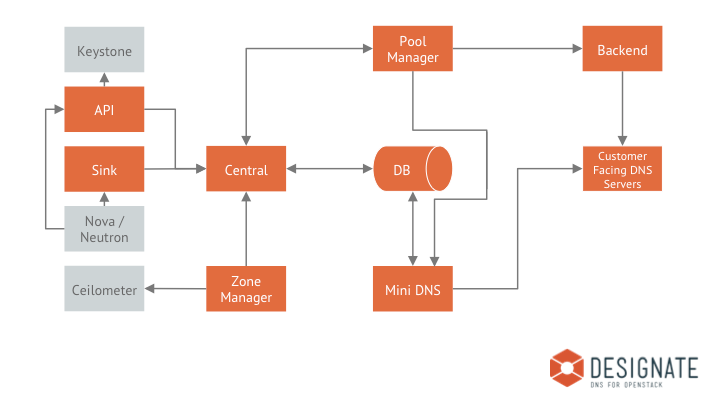 Keystone
API
Sink
Nova /
Neutron
Ceilometer
Central
Zone
Manager
Pool
Manager
DB
Mini DNS
Backend
Customer
Facing DNS
Servers
DESIGNATE
DNS FOR OPENSTACK